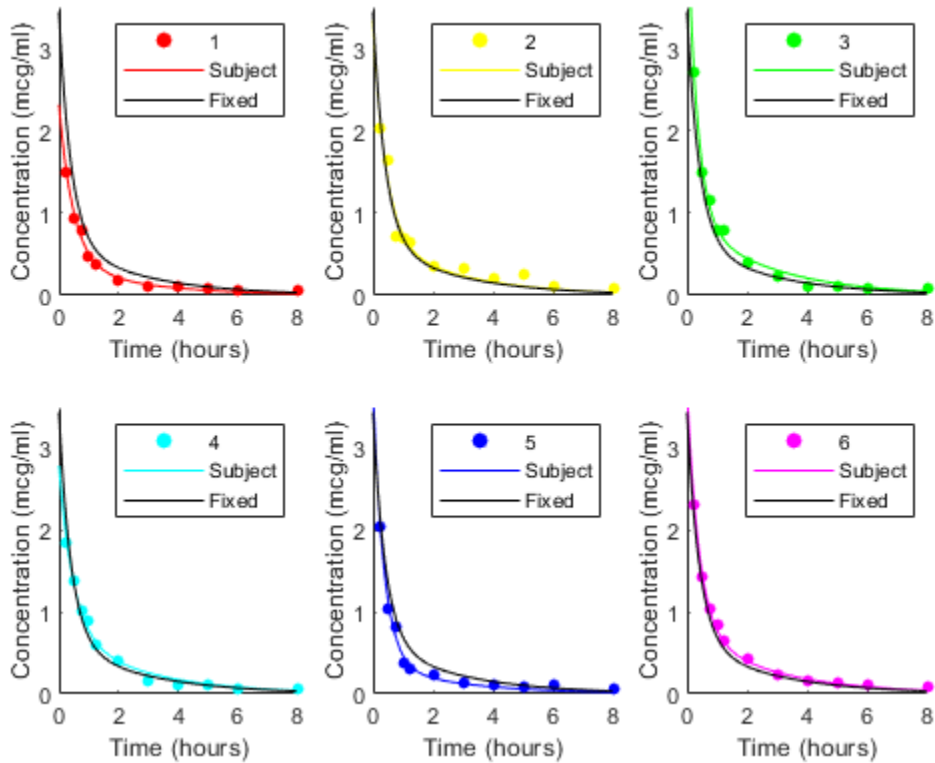 Concentration (mcg/ml)
3
2
1
0
1
Subject
Fixed
0 2 4 6 8
Time (hours)
Concentration (mcg/ml)
3
2
1
0
2
Subject
Fixed
0 2 4 6 8
Time (hours)
Concentration (mcg/ml)
3
2
1
0
3
Subject
Fixed
0 2 4 6 8
Time (hours)
Concentration (mcg/ml)
3
2
1
0
4
Subject
Fixed
0 2 4 6 8
Time (hours)
Concentration (mcg/ml)
3
2
1
0
5
Subject
Fixed
0 2 4 6 8
Time (hours)
Concentration (mcg/ml)
3
2
1
0
6
Subject
Fixed
0 2 4 6 8
Time (hours)